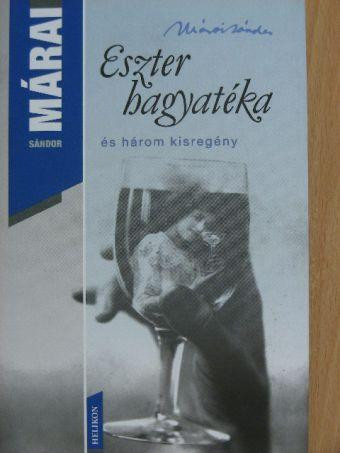 MÁRAI
SÁNDOR
Márai Sándor
Eszter
hagyatéka
és három kisregény
HELIKON